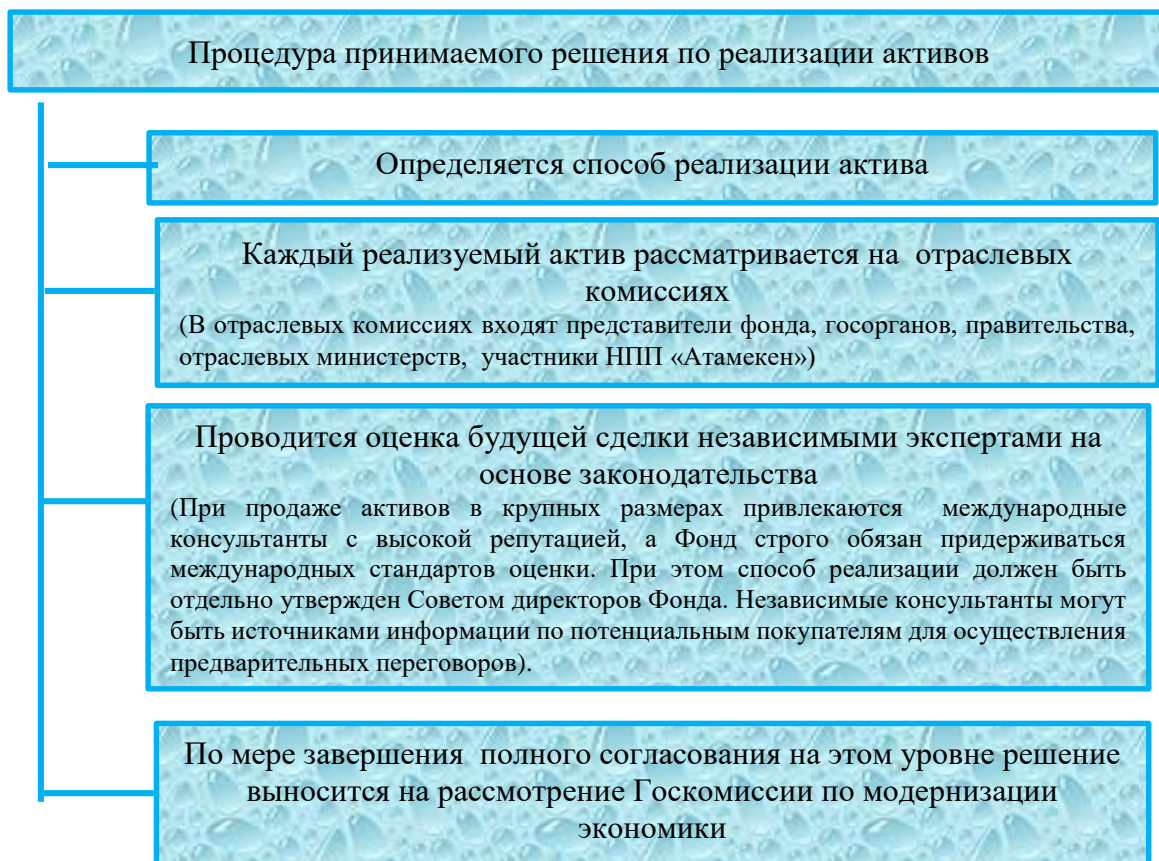 Процедура принимаемого решения по реализации активов
Определяется способ реализации актива
Каждый реализуемый актив рассматривается на отраслевых
комиссиях
(В отраслевых комиссиях входят представители фонда, госорганов, правительства,
отраслевых министерств, участники НПП «Атамекен»)
Проводится оценка будущей сделки независимыми экспертами на
основе законодательства
(При продаже активов в крупных размерах привлекаются международные
консультанты с высокой репутацией, а Фонд строго обязан придерживаться
международных стандартов оценки. При этом способ реализации должен быть
отдельно утвержден Советом директоров Фонда. Независимые консультанты могут
быть источниками информации по потенциальным покупателям для осуществления
предварительных переговоров).
По мере завершения полного согласования на этом уровне решение
выносится на рассмотрение Госкомиссии по модернизации
экономики